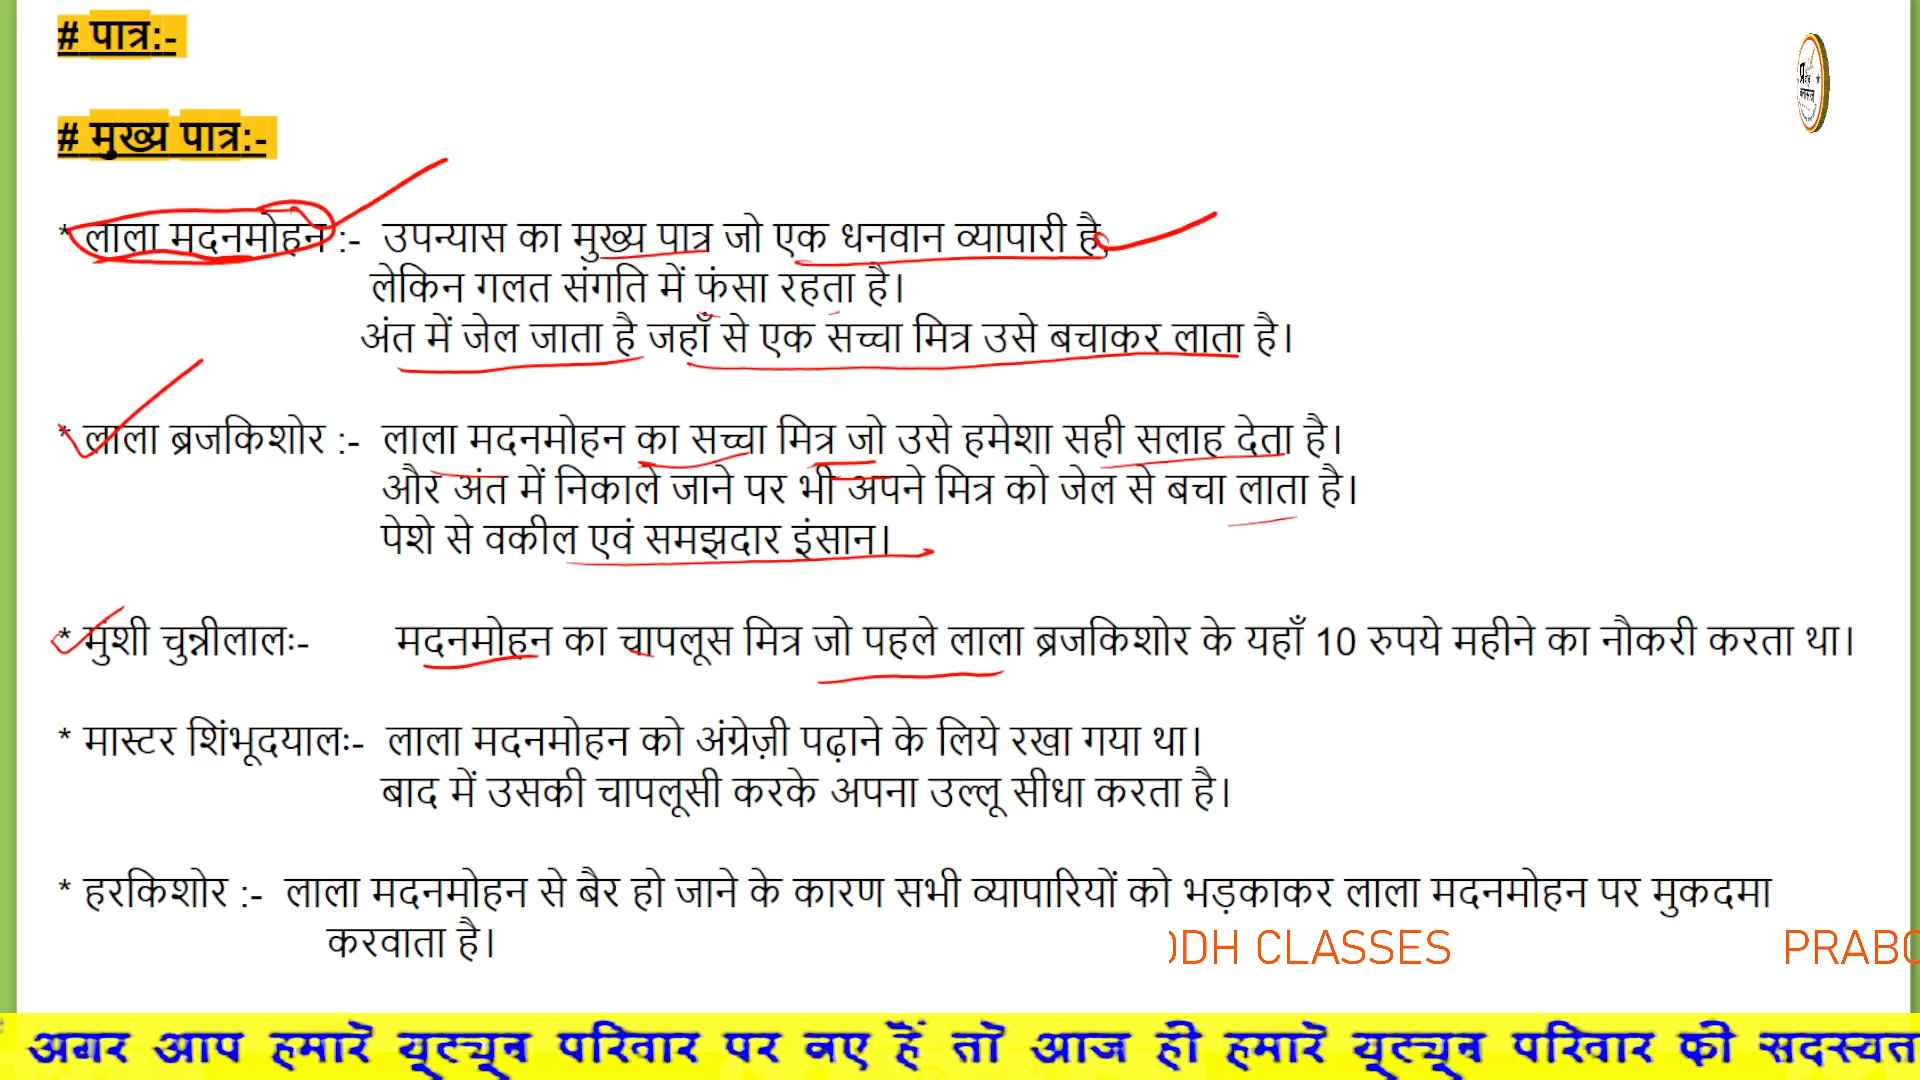 # पात्र:-
# मुख्य पात्र:-
* लाला मदनमोहन :- उपन्यास का मुख्य पात्र जो एक धनवान व्यापारी है,
लेकिन गलत संगति में फंसा रहता है।
अंत में जेल जाता है जहाँ से एक सच्चा मित्र उसे बचाकर लाता है।
* लाला ब्रजकिशोर :- लाला मदनमोहन का सच्चा मित्र जो उसे हमेशा सही सलाह देता है।
और अंत में निकाले जाने पर भी अपने मित्र को जेल से बचा लाता है।
पेशे से वकील एवं समझदार इंसान।
* मुंशी चुन्नीलालः- मदनमोहन का चापलूस मित्र जो पहले लाला ब्रजकिशोर के यहाँ 10 रुपये महीने का नौकरी करता था।
* मास्टर शिंभूदयालः- लाला मदनमोहन को अंग्रेज़ी पढ़ाने के लिये रखा गया था।
बाद में उसकी चापलूसी करके अपना उल्लू सीधा करता है।
* हरकिशोर :- लाला मदनमोहन से बैर हो जाने के कारण सभी व्यापारियों को भड़काकर लाला मदनमोहन पर मुकदमा
करवाता है।
DDH CLASSES PRABO
अगर आप हमारे यूट्यूब परिवार पर नए हैं तो आज ही हमारे यूट्यूब परिवार की सदस्यत